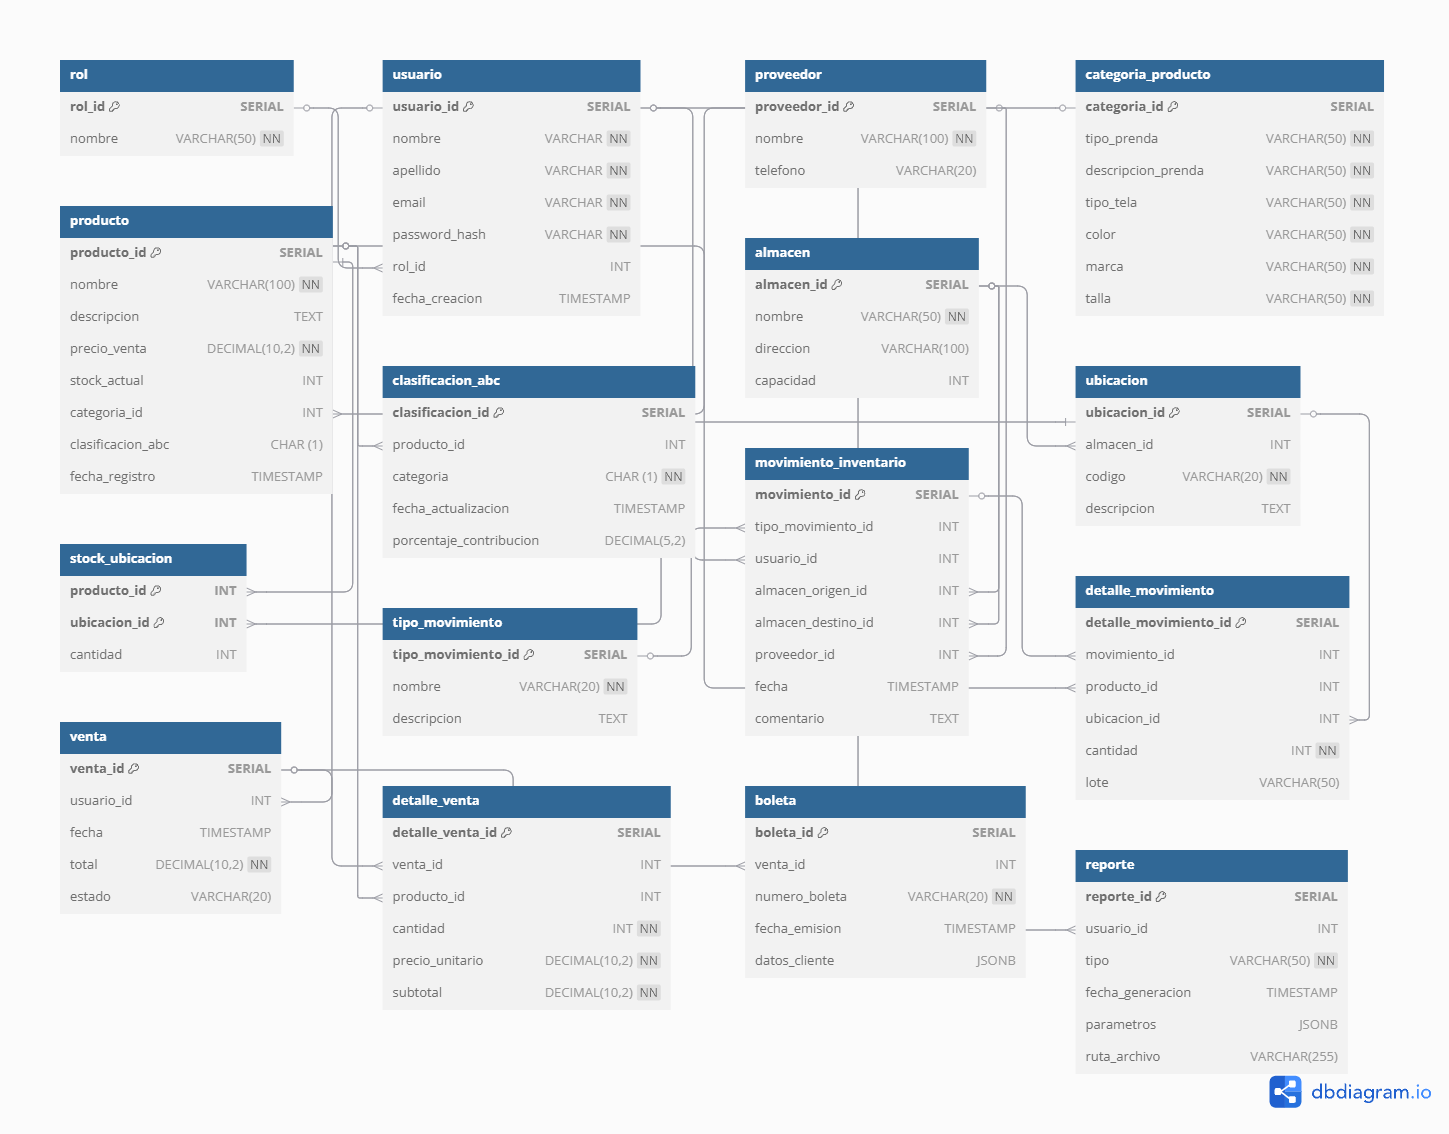 rol
rol_id SERIAL
nombre VARCHAR(50) NN
usuario
usuario_id SERIAL
nombre VARCHAR NN
apellido VARCHAR NN
email VARCHAR NN
password_hash VARCHAR NN
rol_id INT
fecha_creacion TIMESTAMP
proveedor
proveedor_id SERIAL
nombre VARCHAR(100) NN
telefono VARCHAR(20)
categoria_producto
categoria_id SERIAL
tipo_prenda VARCHAR(50) NN
descripcion_prenda VARCHAR(50) NN
tipo_tela VARCHAR(50) NN
color VARCHAR(50) NN
marca VARCHAR(50) NN
talla VARCHAR(50) NN
producto
producto_id SERIAL
nombre VARCHAR(100) NN
descripcion TEXT
precio_venta DECIMAL(10,2) NN
stock_actual INT
categoria_id INT
clasificacion_abc CHAR (1)
fecha_registro TIMESTAMP
almacen
almacen_id SERIAL
nombre VARCHAR(50) NN
direccion VARCHAR(100)
capacidad INT
clasificacion_abc
clasificacion_id SERIAL
producto_id INT
categoria CHAR (1) NN
fecha_actualizacion TIMESTAMP
porcentaje_contribucion DECIMAL(5,2)
ubicacion
ubicacion_id SERIAL
almacen_id INT
codigo VARCHAR(20) NN
descripcion TEXT
movimiento_inventario
movimiento_id SERIAL
tipo_movimiento_id INT
usuario_id INT
almacen_origen_id INT
almacen_destino_id INT
proveedor_id INT
fecha TIMESTAMP
comentario TEXT
stock_ubicacion
producto_id INT
ubicacion_id INT
cantidad INT
tipo_movimiento
tipo_movimiento_id SERIAL
nombre VARCHAR(20) NN
descripcion TEXT
detalle_movimiento
detalle_movimiento_id SERIAL
movimiento_id INT
producto_id INT
ubicacion_id INT
cantidad INT NN
lote VARCHAR(50)
venta
venta_id SERIAL
usuario_id INT
fecha TIMESTAMP
total DECIMAL(10,2) NN
estado VARCHAR(20)
detalle_venta
detalle_venta_id SERIAL
venta_id INT
producto_id INT
cantidad INT NN
precio_unitario DECIMAL(10,2) NN
subtotal DECIMAL(10,2) NN
boleta
boleta_id SERIAL
venta_id INT
numero_boleta VARCHAR(20) NN
fecha_emision TIMESTAMP
datos_cliente JSONB
reporte
reporte_id SERIAL
usuario_id INT
tipo VARCHAR(50) NN
fecha_generacion TIMESTAMP
parametros JSONB
ruta_archivo VARCHAR(255)
dbdiagram.io